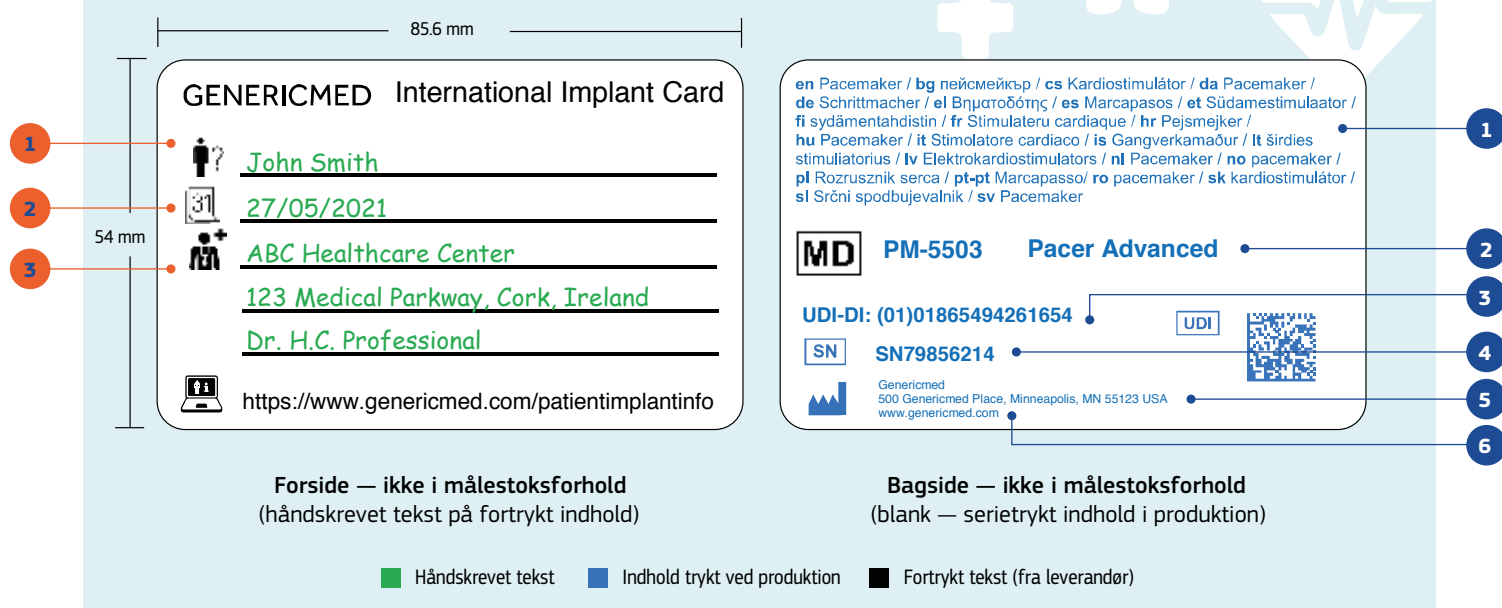 85.6 mm
54 mm
GENERICMED International Implant Card
1
?
John Smith
2
31
27/05/2021
3
ABC Healthcare Center
123 Medical Parkway, Cork, Ireland
Dr. H.C. Professional
https://www.genericmed.com/patientimplantinfo
Forside — ikke i målestoksforhold
(håndskrevet tekst på fortrykt indhold)
en Pacemaker / bg пейсмейкър / cs Kardiostimulátor / da Pacemaker /
de Schrittmacher / el Βηματοδότης / es Marcapasos / et Südamestimulaator /
fi sydämentahdistin / fr Stimulateru cardiaque / hr Pejsmejker /
hu Pacemaker / it Stimolatore cardiaco / is Gangverkamaður / lt širdies
stimuliatorius / lv Elektrokardiostimulators / nl Pacemaker / no pacemaker /
pl Rozrusznik serca / pt-pt Marcapasso/ ro pacemaker / sk kardiostimulátor /
sl Srčni spodbujevalnik / sv Pacemaker
1
MD PM-5503 Pacer Advanced
2
UDI-DI: (01)01865494261654
3
UDI
SN SN79856214
4
Genericmed
500 Genericmed Place, Minneapolis, MN 55123 USA
5
www.genericmed.com
6
Bagside — ikke i målestoksforhold
(blank — serietrykt indhold i produktion)
Håndskrevet tekst Indhold trykt ved produktion Fortrykt tekst (fra leverandør)